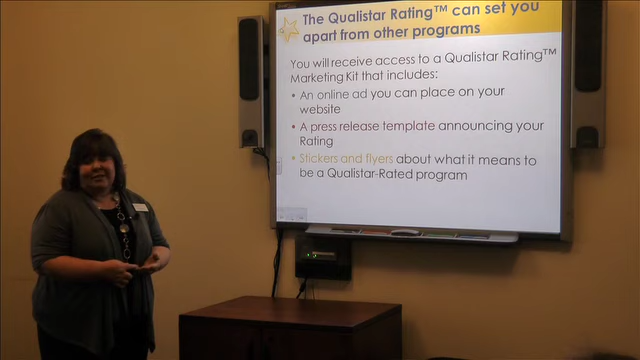 The Qualistar Rating™ can set you
apart from other programs
You will receive access to a Qualistar Rating™
Marketing Kit that includes:
• An online ad you can place on your
website
• A press release template announcing your
Rating
• Stickers and flyers about what it means to
be a Qualistar-Rated program